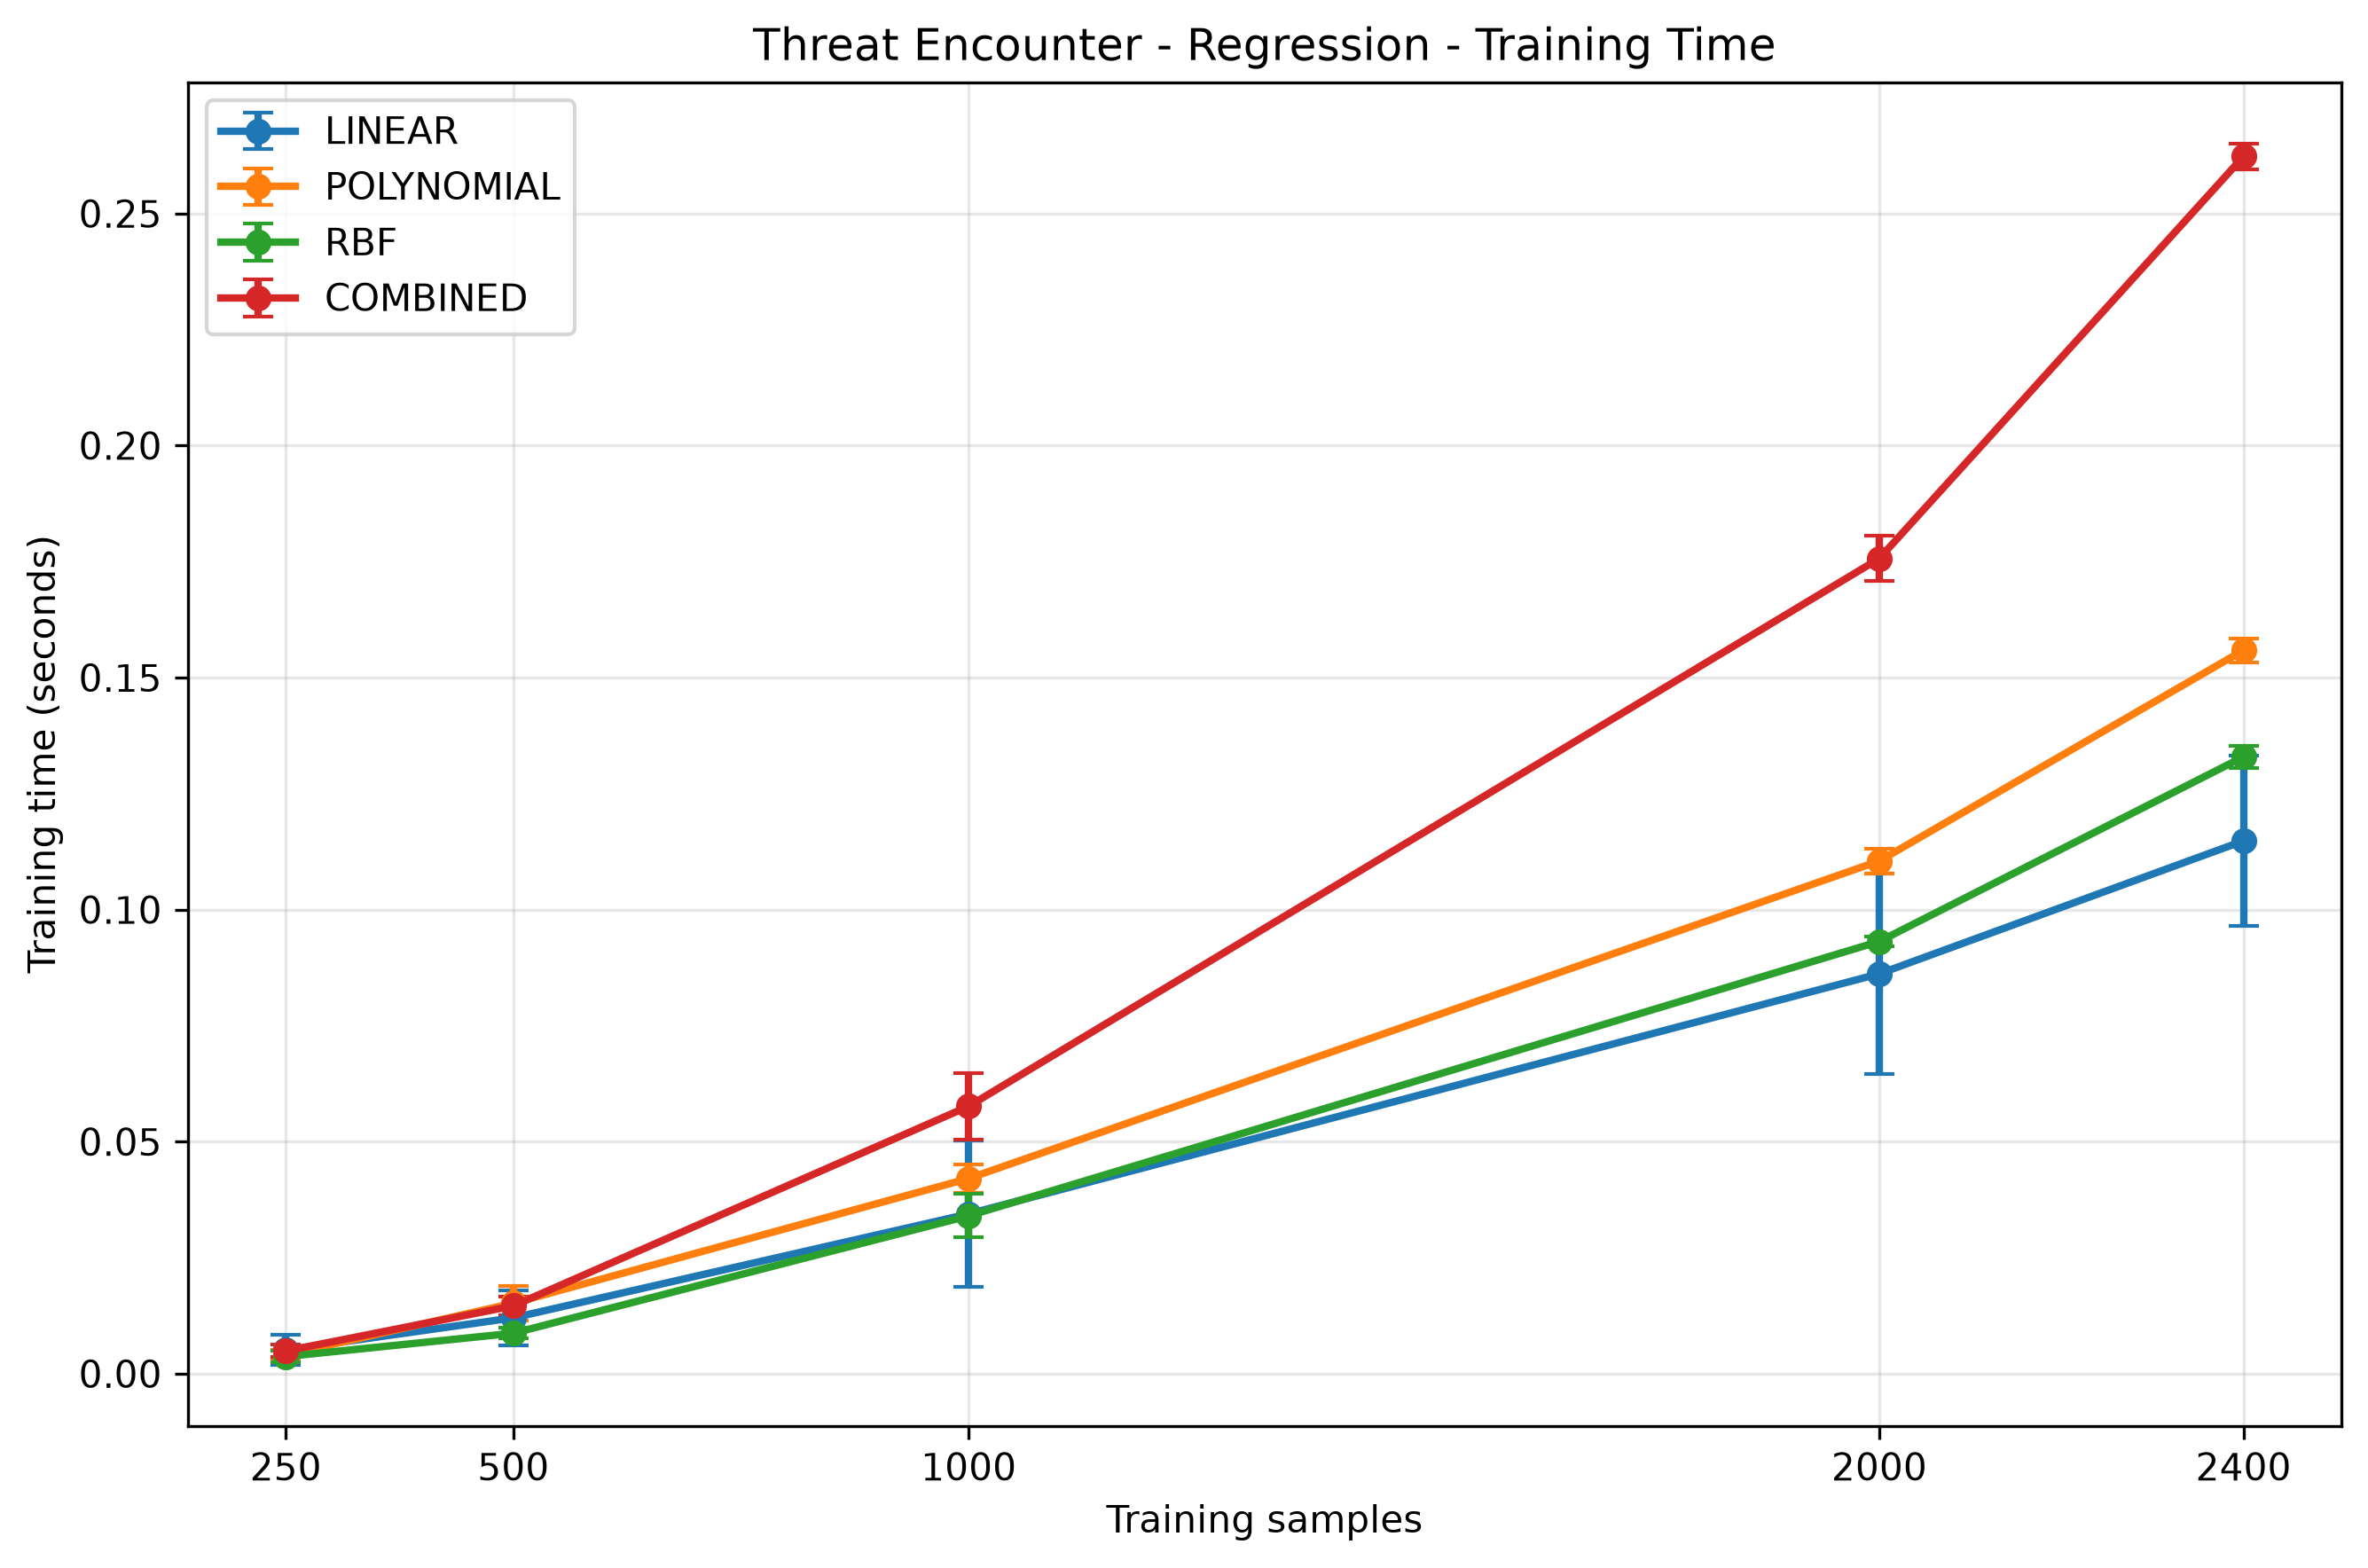 Threat Encounter - Regression - Training Time
LINEAR
POLYNOMIAL
RBF
COMBINED
Training time (seconds)
0.25
0.20
0.15
0.10
0.05
0.00
250 500 1000 2000 2400
Training samples